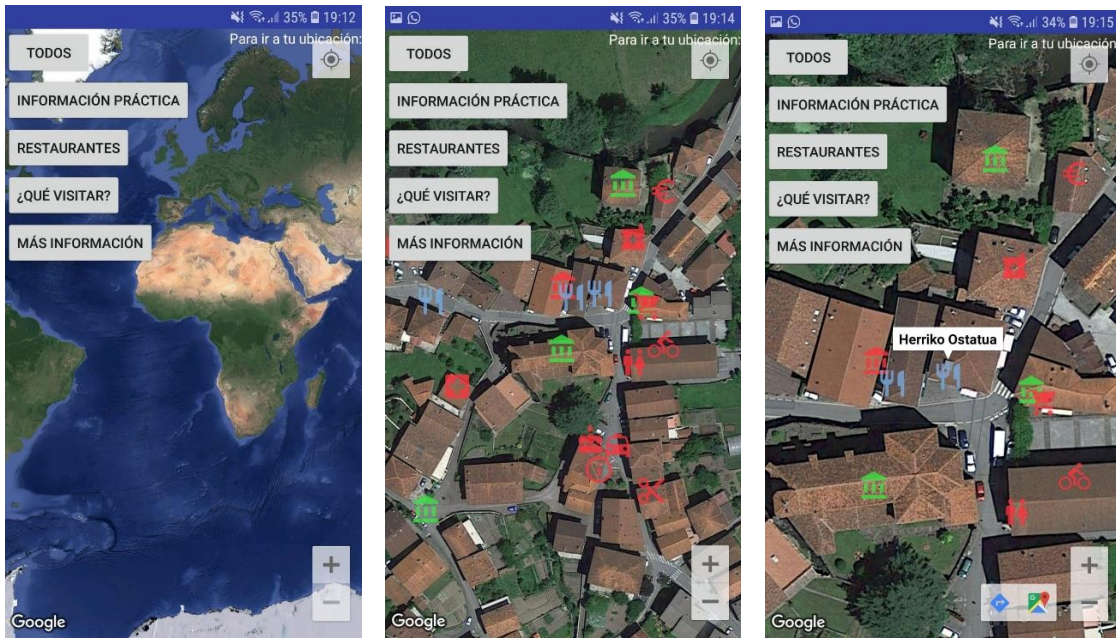 35% 19:12
Para ir a tu ubicación:
TODOS
INFORMACIÓN PRÁCTICA
RESTAURANTES
¿QUÉ VISITAR?
MÁS INFORMACIÓN
+
−
Google
35% 19:14
Para ir a tu ubicación:
TODOS
INFORMACIÓN PRÁCTICA
RESTAURANTES
¿QUÉ VISITAR?
MÁS INFORMACIÓN
+
−
Google
34% 19:15
Para ir a tu ubicación
TODOS
INFORMACIÓN PRÁCTICA
RESTAURANTES
¿QUÉ VISITAR?
MÁS INFORMACIÓN
Herriko Ostatua
+
−
Google